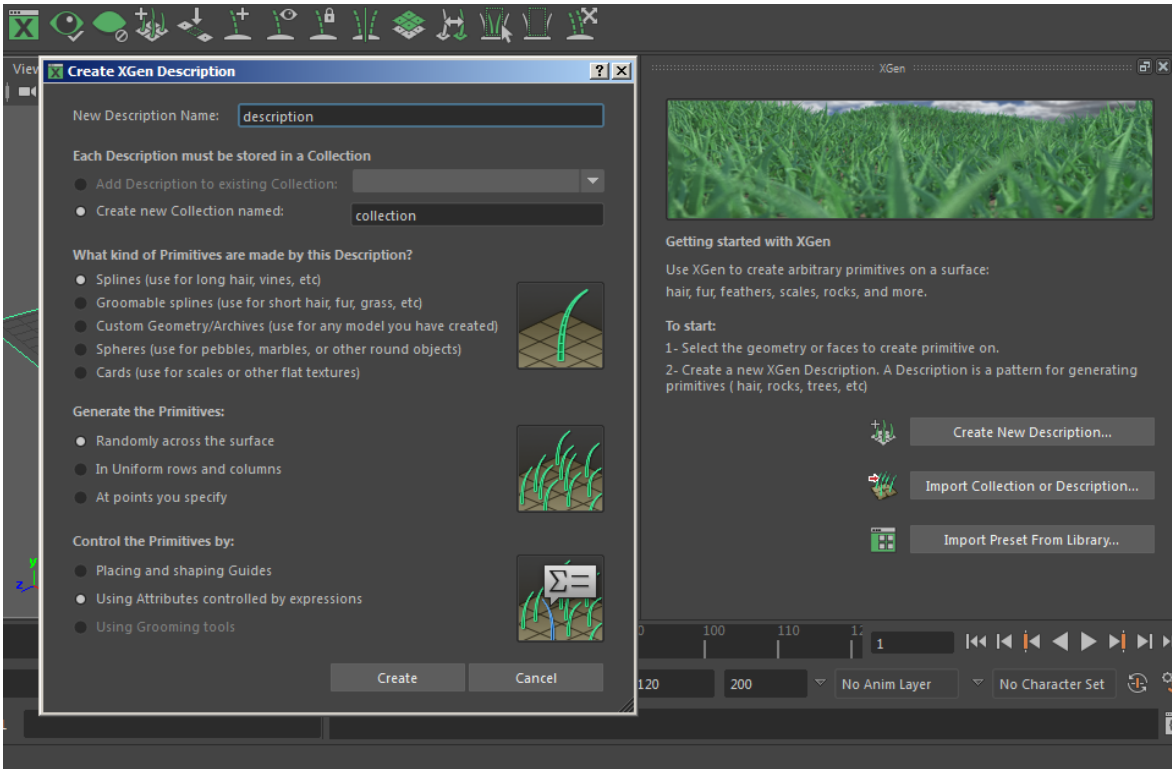 View
Create XGen Description
New Description Name:
description
Each Description must be stored in a Collection
Add Description to existing Collection:
Create new Collection named:
collection
What kind of Primitives are made by this Description?
Splines (use for long hair, vines, etc)
Groomable splines (use for short hair, fur, grass, etc)
Custom Geometry/Archives (use for any model you have created)
Spheres (use for pebbles, marbles, or other round objects)
Cards (use for scales or other flat textures)
Generate the Primitives:
Randomly across the surface
In Uniform rows and columns
At points you specify
Control the Primitives by:
Placing and shaping Guides
Using Attributes controlled by expressions
Using Grooming tools
Create
Cancel
y
z
XGen
Getting started with XGen
Use XGen to create arbitrary primitives on a surface:
hair, fur, feathers, scales, rocks, and more.
To start:
1- Select the geometry or faces to create primitive on.
2- Create a new XGen Description. A Description is a pattern for generating
primitives ( hair, rocks, trees, etc)
Create New Description...
Import Collection or Description...
Import Preset From Library...
100 110
1
120 200 No Anim Layer No Character Set